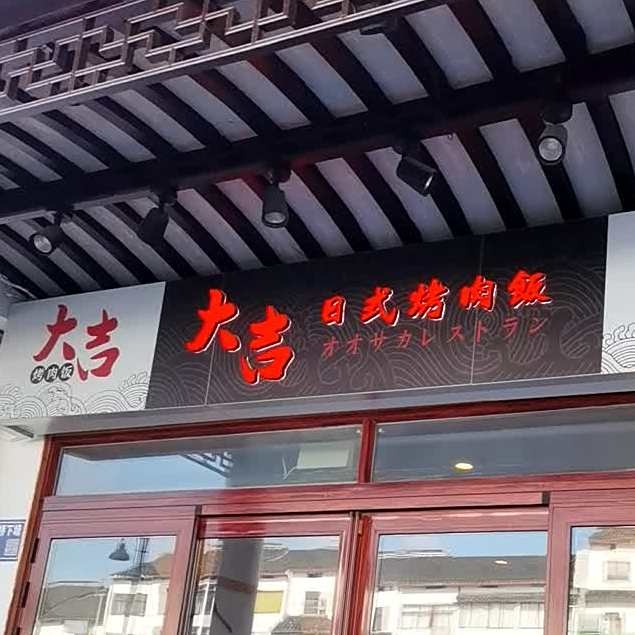 大吉
烤肉饭
大吉
日式烤肉飯
オオサカレストラン